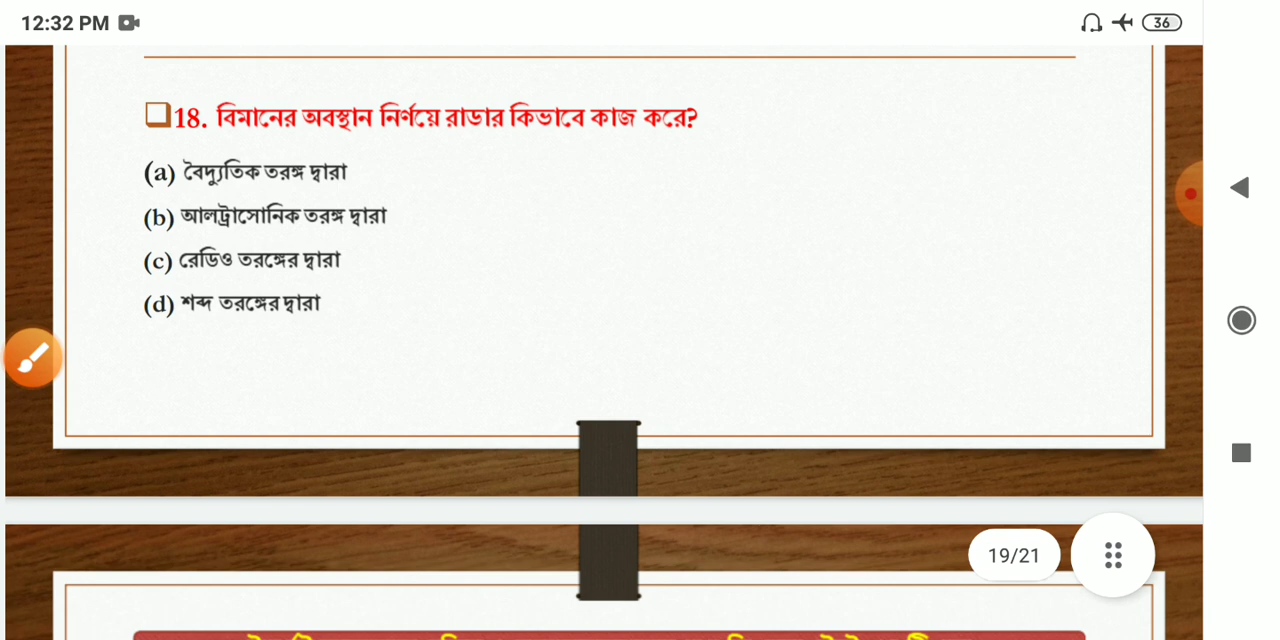 12:32 PM
36
18. বিমানের অবস্থান নির্ণয়ে রাডার কিভাবে কাজ করে?
(a) বৈদ্যুতিক তরঙ্গ দ্বারা
(b) আলট্রাসোনিক তরঙ্গ দ্বারা
(c) রেডিও তরঙ্গের দ্বারা
(d) শব্দ তরঙ্গের দ্বারা
19/21